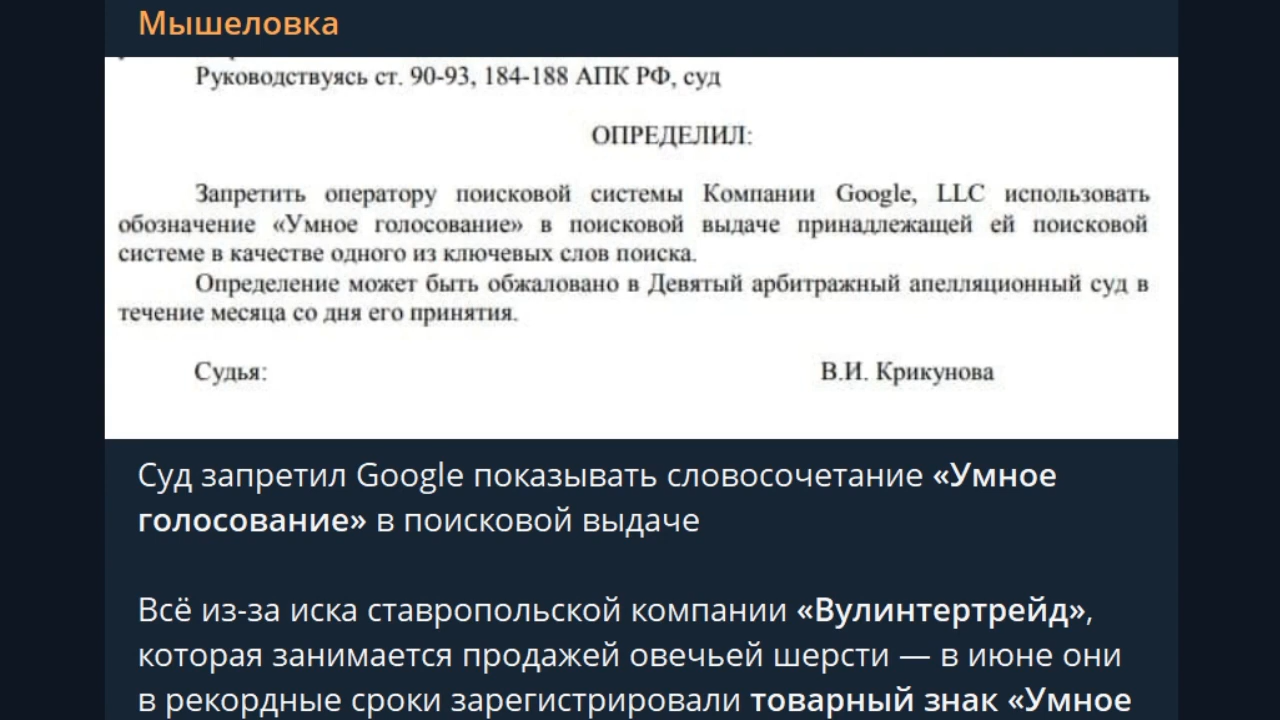 Мышеловка
Руководствуясь ст. 90-93, 184-188 АПК РФ, суд
ОПРЕДЕЛИЛ:
Запретить оператору поисковой системы Компании Google, LLC использовать
обозначение «Умное голосование» в поисковой выдаче принадлежащей ей поисковой
системе в качестве одного из ключевых слов поиска.
Определение может быть обжаловано в Девятый арбитражный апелляционный суд в
течение месяца со дня его принятия.
Судья: В.И. Крикунова
Суд запретил Google показывать словосочетание «Умное
голосование» в поисковой выдаче
Всё из-за иска ставропольской компании «Вулинтертрейд»,
которая занимается продажей овечьей шерсти — в июне они
в рекордные сроки зарегистрировали товарный знак «Умное